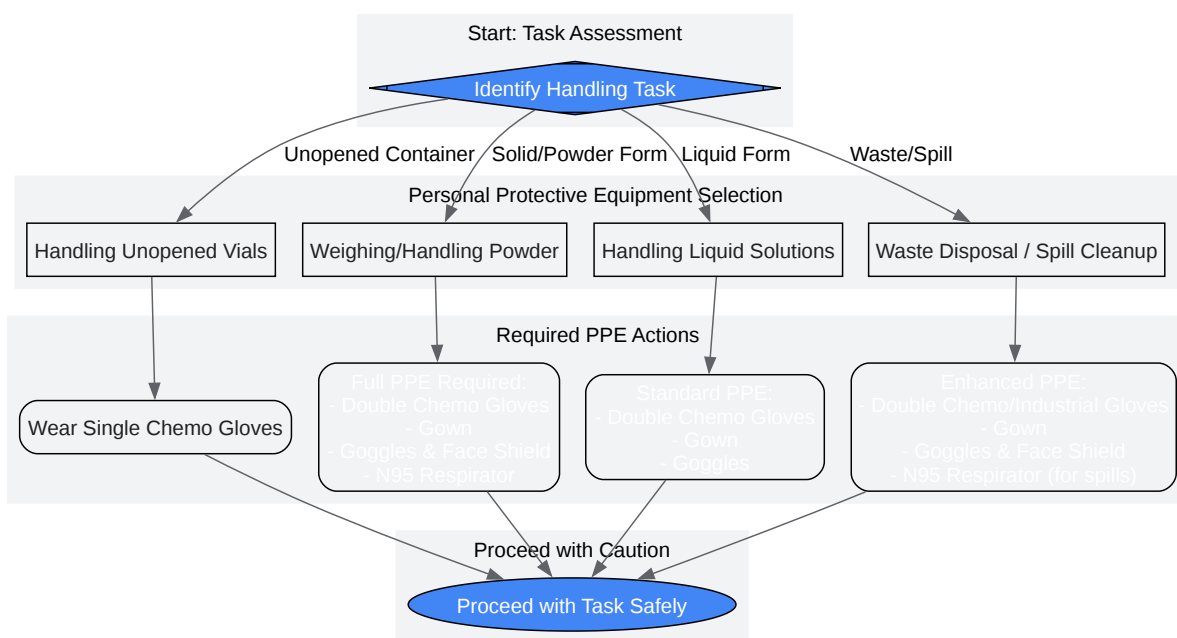 Start: Task Assessment
Identify Handling Task
Unopened Container
Solid/Powder Form
Liquid Form
Waste/Spill
Personal Protective Equipment Selection
Handling Unopened Vials
Weighing/Handling Powder
Handling Liquid Solutions
Waste Disposal / Spill Cleanup
Required PPE Actions
Wear Single Chemo Gloves
Full PPE Required:
- Double Chemo Gloves
- Gown
- Goggles & Face Shield
- N95 Respirator
Standard PPE:
- Double Chemo Gloves
- Gown
- Goggles
Enhanced PPE:
- Double Chemo/Industrial Gloves
- Gown
- Goggles & Face Shield
- N95 Respirator (for spills)
Proceed with Caution
Proceed with Task Safely